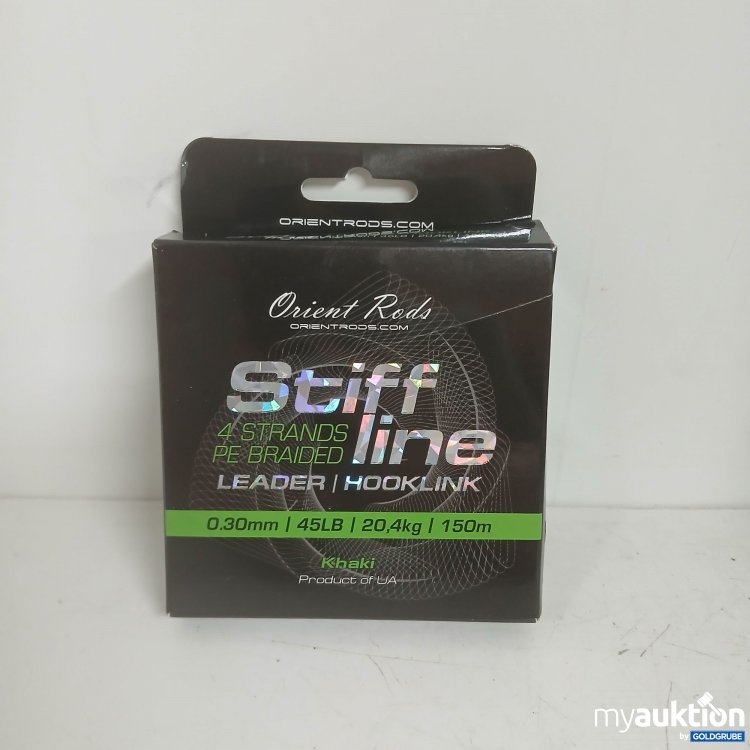 ORIENTRODS.COM
Orient Rods
ORIENTRODS.COM
Stiff
4 STRANDS
PE BRAIDED
line
LEADER | HOOKLINK
0.30mm | 45LB | 20,4kg | 150m
Khaki
Product of UA
myauktion
by GOLDGRUBE